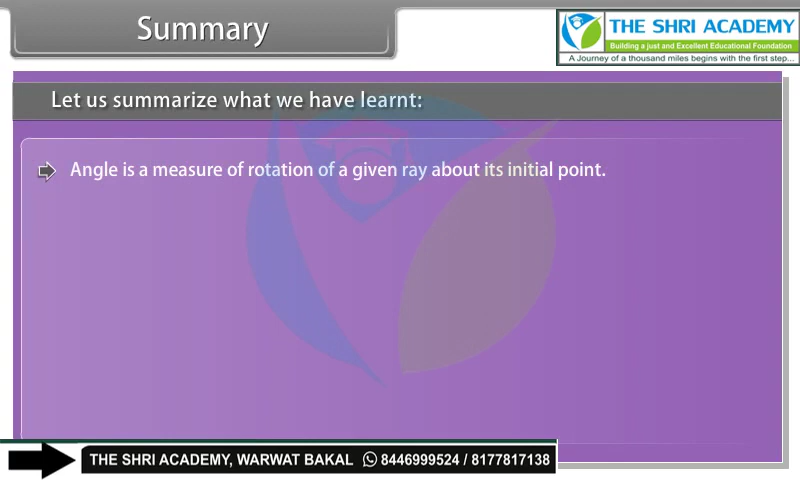 Summary
THE SHRI ACADEMY
Building a just and Excellent Educational Foundation
A Journey of a thousand miles begins with the first step...
Let us summarize what we have learnt:
Angle is a measure of rotation of a given ray about its initial point.
THE SHRI ACADEMY, WARWAT BAKAL 8446999524 / 8177817138